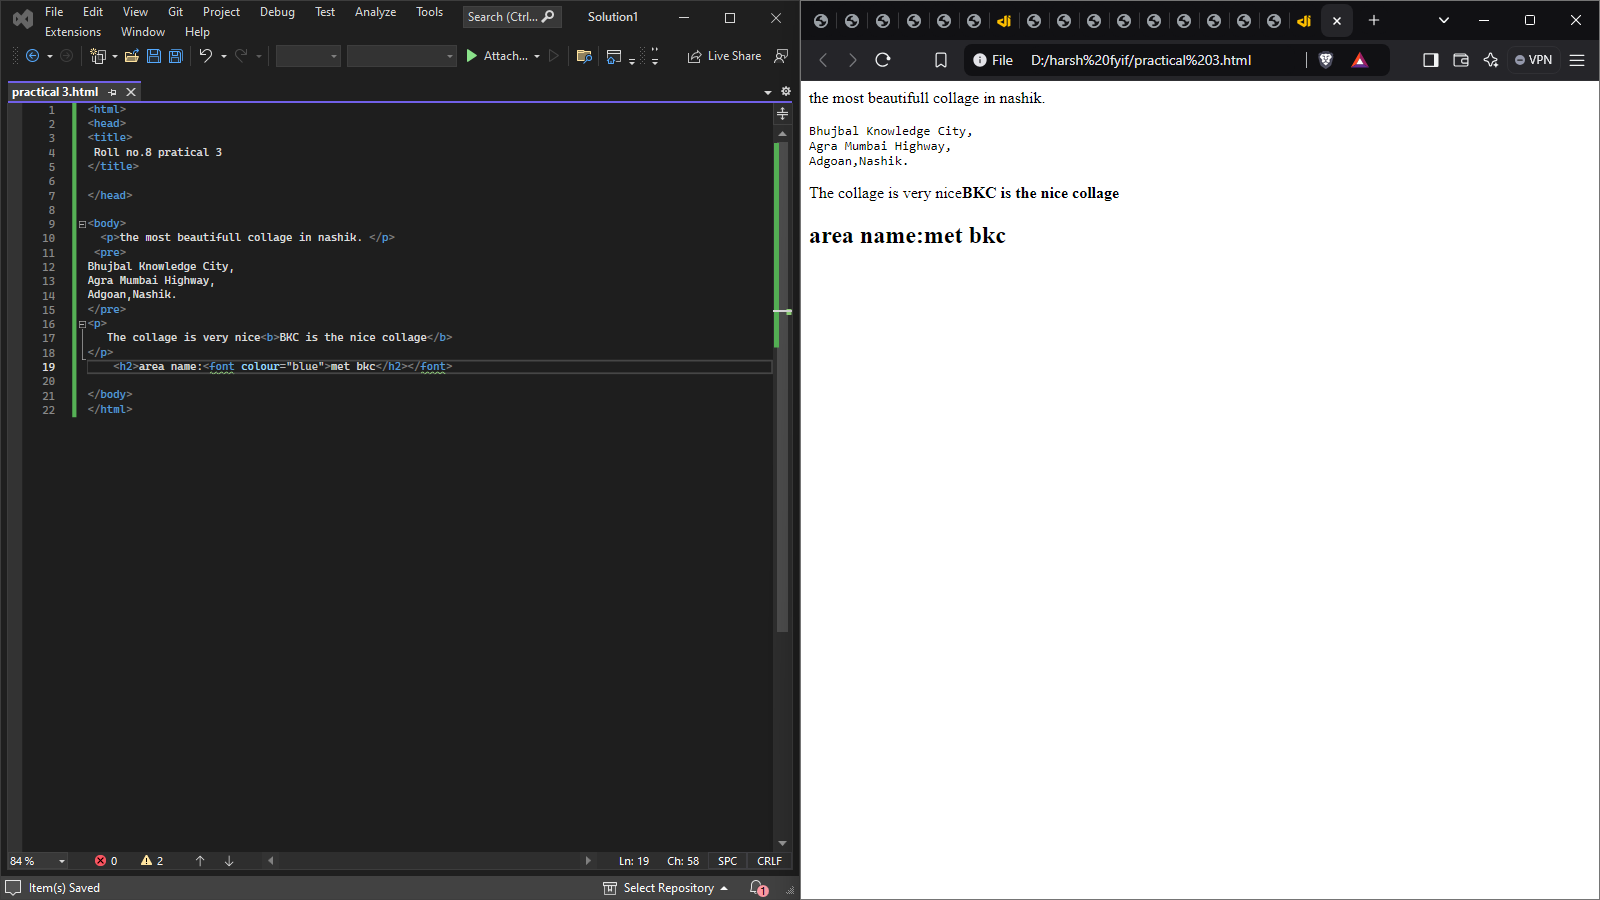 File Edit View Git Project Debug Test Analyze Tools Search (Ctrl... Solution1
Extensions Window Help
Attach... Live Share
practical 3.html
1 <html>
2 <head>
3 <title>
4 Roll no.8 pratical 3
5 </title>
6
7 </head>
8
9 <body>
10 <p>the most beautifull collage in nashik. </p>
11 <pre>
12 Bhujbal Knowledge City,
13 Agra Mumbai Highway,
14 Adgoan,Nashik.
15 </pre>
16 <p>
17 The collage is very nice<b>BKC is the nice collage</b>
18 </p>
19 <h2>area name:<font colour="blue">met bkc</h2></font>
20
21 </body>
22 </html>
84 % 0 2 Ln: 19 Ch: 58 SPC CRLF
Item(s) Saved Select Repository 1
File D:/harsh%20fyif/practical%203.html VPN
the most beautifull collage in nashik.
Bhujbal Knowledge City,
Agra Mumbai Highway,
Adgoan,Nashik.
The collage is very niceBKC is the nice collage
area name:met bkc